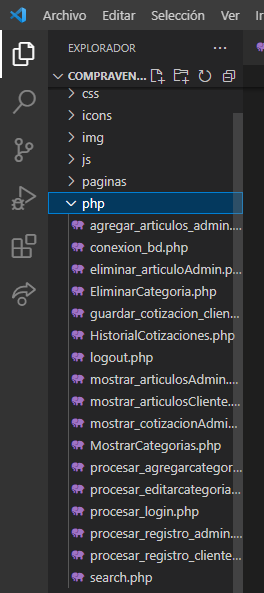 Archivo Editar Selección Ver
EXPLORADOR
COMPRAVEN...
css
icons
img
js
paginas
php
agregar_articulos_admin....
conexion_bd.php
eliminar_articuloAdmin.p...
EliminarCategoria.php
guardar_cotizacion_clien...
HistorialCotizaciones.php
logout.php
mostrar_articulosAdmin....
mostrar_articulosCliente....
mostrar_cotizacionAdmi...
MostrarCategorias.php
procesar_agregarcategor...
procesar_editarcategoria...
procesar_login.php
procesar_registro_admin....
procesar_registro_cliente...
search.php